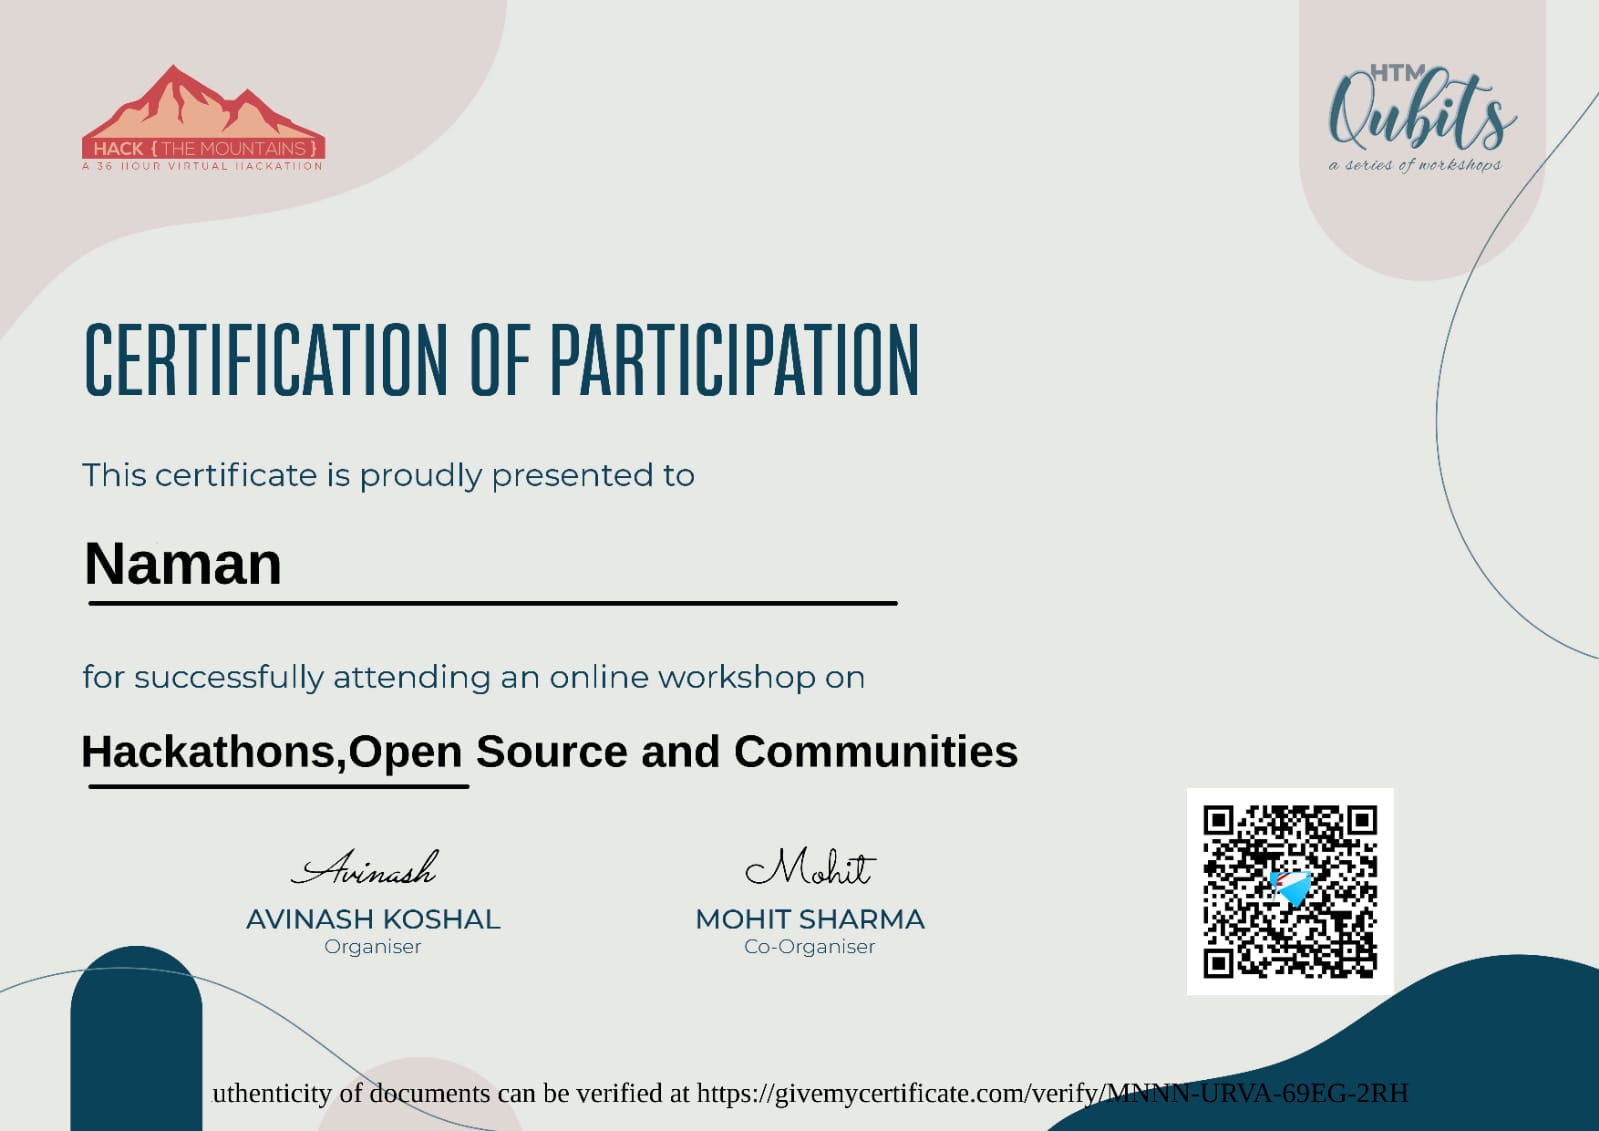 HACK {THE MOUNTAINS}
A 36 HOUR VIRTUAL HACKATHON
HTM
Qubits
a series of workshops
CERTIFICATION OF PARTICIPATION
This certificate is proudly presented to
Naman
for successfully attending an online workshop on
Hackathons,Open Source and Communities
Avinash
AVINASH KOSHAL
Organiser
Mohit
MOHIT SHARMA
Co-Organiser
uthenticity of documents can be verified at https://givemycertificate.com/verify/MNNN-URVA-69EG-2RH